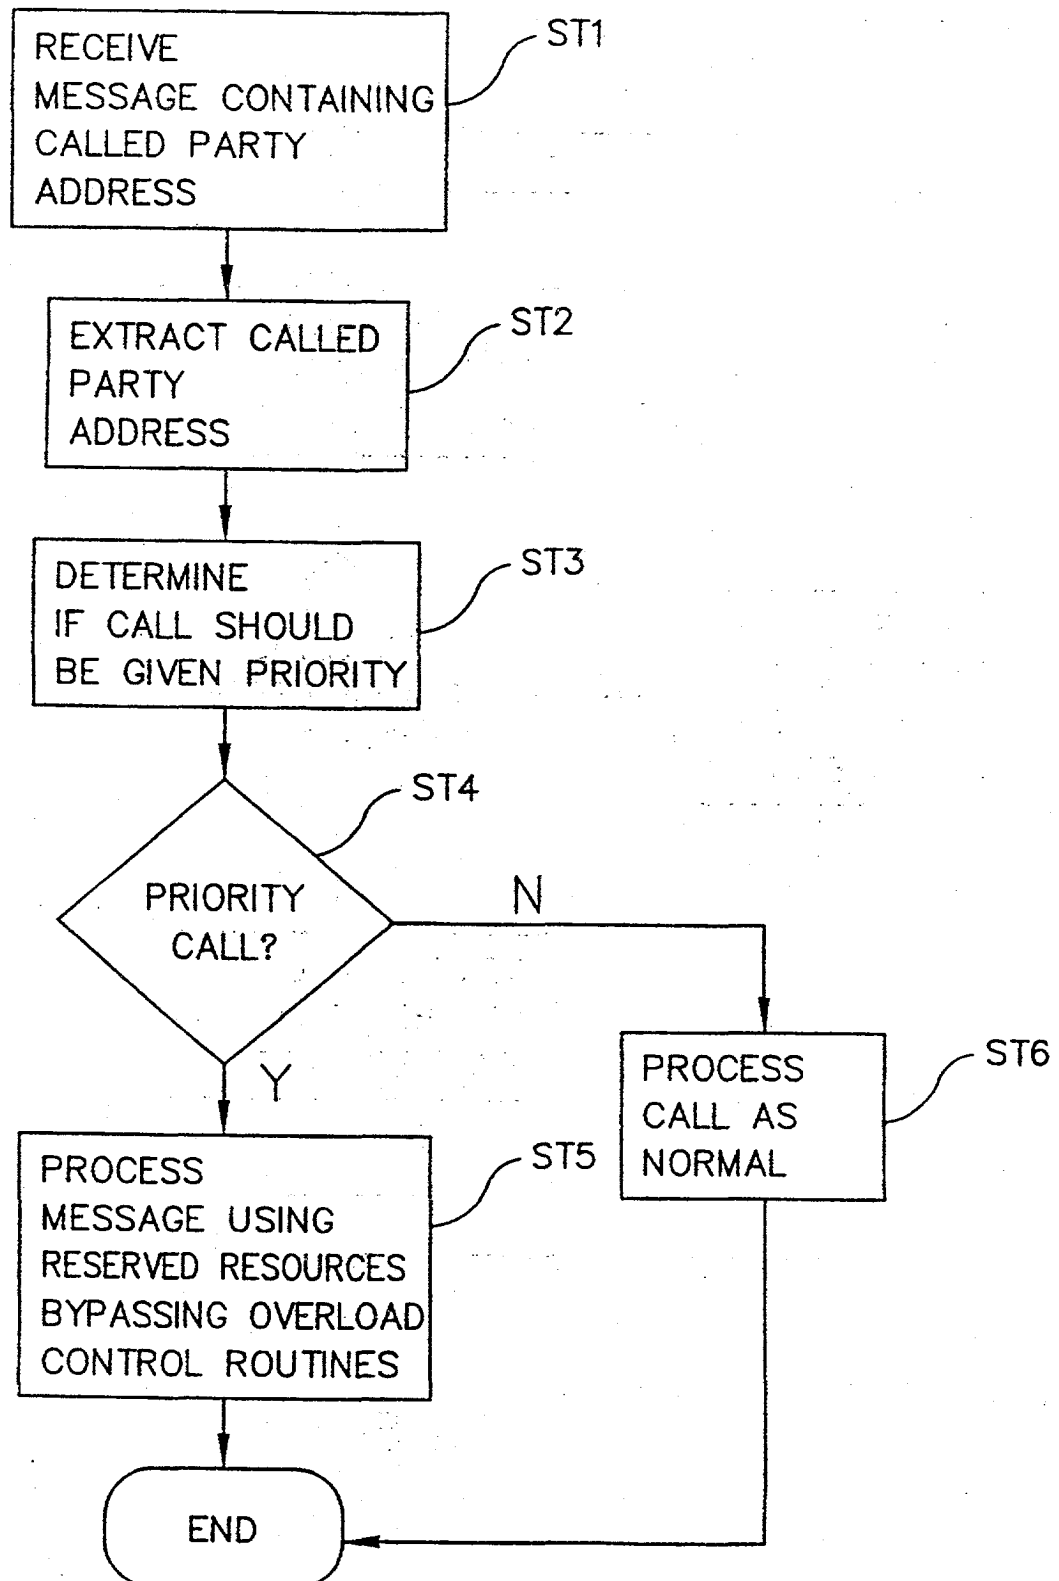 RECEIVE
MESSAGE CONTAINING
CALLED PARTY
ADDRESS
ST1
EXTRACT CALLED
PARTY
ADDRESS
ST2
DETERMINE
IF CALL SHOULD
BE GIVEN PRIORITY
ST3
PRIORITY
CALL?
ST4
N
Y
PROCESS
MESSAGE USING
RESERVED RESOURCES
BYPASSING OVERLOAD
CONTROL ROUTINES
ST5
PROCESS
CALL AS
NORMAL
ST6
END